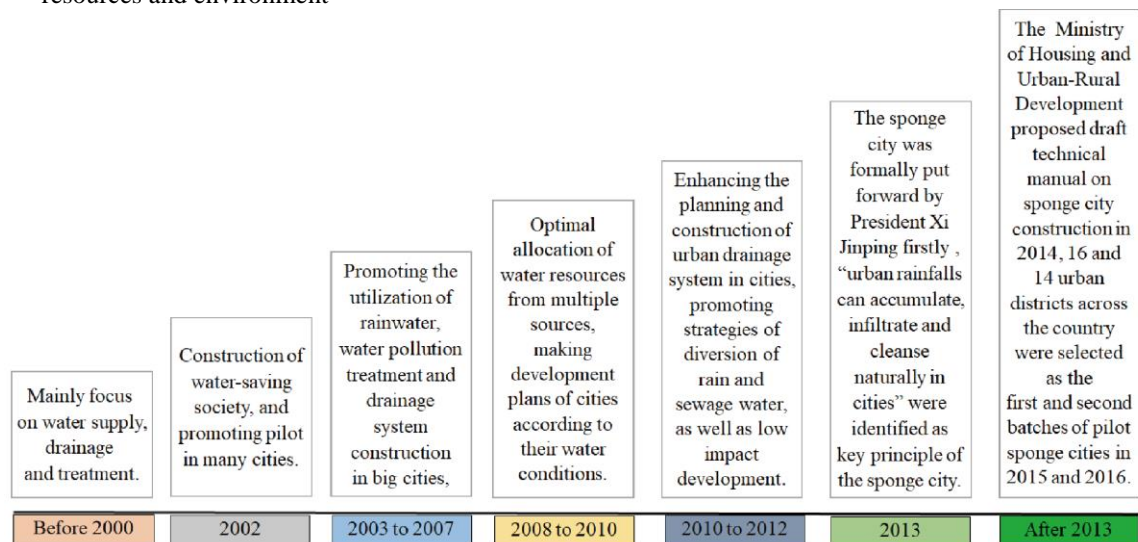 resources and environment
Mainly focus
on water supply,
drainage
and treatment.
Construction of
water-saving
society, and
promoting pilot
in many cities.
Promoting the
utilization of
rainwater,
water pollution
treatment and
drainage
system
construction
in big cities,
Optimal
allocation of
water resources
from multiple
sources,
making
development
plans of cities
according to
their water
conditions.
Enhancing the
planning and
construction of
urban drainage
system in cities,
promoting
strategies of
diversion of
rain and
sewage water,
as well as low
impact
development.
The sponge
city was
formally put
forward by
President Xi
Jinping firstly ,
“urban rainfalls
can accumulate,
infiltrate and
cleanse
naturally in
cities” were
identified as
key principle of
the sponge city.
The Ministry
of Housing and
Urban-Rural
Development
proposed draft
technical
manual on
sponge city
construction in
2014, 16 and
14 urban
districts across
the country
were selected
as the
first and second
batches of pilot
sponge cities in
2015 and 2016.
Before 2000
2002
2003 to 2007
2008 to 2010
2010 to 2012
2013
After 2013